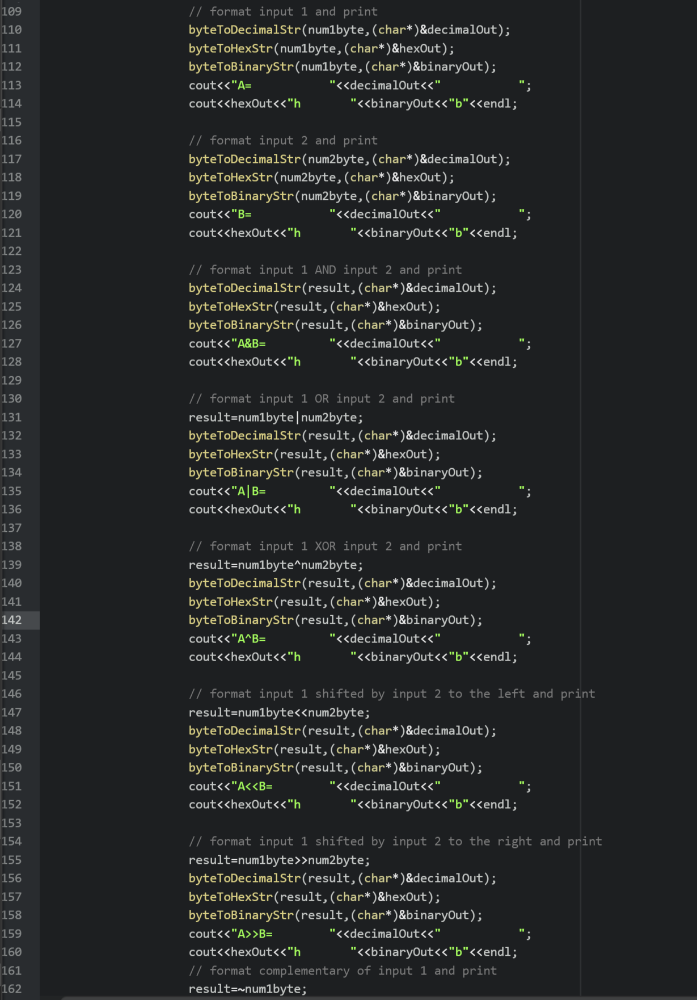 109 // format input 1 and print
110 byteToDecimalStr(num1byte,(char*)&decimalOut);
111 byteToHexStr(num1byte,(char*)&hexOut);
112 byteToBinaryStr(num1byte,(char*)&binaryOut);
113 cout<<"A=           "<<decimalOut<<"           ";
114 cout<<hexOut<<"h       "<<binaryOut<<"b"<<endl;
115
116 // format input 2 and print
117 byteToDecimalStr(num2byte,(char*)&decimalOut);
118 byteToHexStr(num2byte,(char*)&hexOut);
119 byteToBinaryStr(num2byte,(char*)&binaryOut);
120 cout<<"B=           "<<decimalOut<<"           ";
121 cout<<hexOut<<"h       "<<binaryOut<<"b"<<endl;
122
123 // format input 1 AND input 2 and print
124 byteToDecimalStr(result,(char*)&decimalOut);
125 byteToHexStr(result,(char*)&hexOut);
126 byteToBinaryStr(result,(char*)&binaryOut);
127 cout<<"A&B=         "<<decimalOut<<"           ";
128 cout<<hexOut<<"h       "<<binaryOut<<"b"<<endl;
129
130 // format input 1 OR input 2 and print
131 result=num1byte|num2byte;
132 byteToDecimalStr(result,(char*)&decimalOut);
133 byteToHexStr(result,(char*)&hexOut);
134 byteToBinaryStr(result,(char*)&binaryOut);
135 cout<<"A|B=         "<<decimalOut<<"           ";
136 cout<<hexOut<<"h       "<<binaryOut<<"b"<<endl;
137
138 // format input 1 XOR input 2 and print
139 result=num1byte^num2byte;
140 byteToDecimalStr(result,(char*)&decimalOut);
141 byteToHexStr(result,(char*)&hexOut);
142 byteToBinaryStr(result,(char*)&binaryOut);
143 cout<<"A^B=         "<<decimalOut<<"           ";
144 cout<<hexOut<<"h       "<<binaryOut<<"b"<<endl;
145
146 // format input 1 shifted by input 2 to the left and print
147 result=num1byte<<num2byte;
148 byteToDecimalStr(result,(char*)&decimalOut);
149 byteToHexStr(result,(char*)&hexOut);
150 byteToBinaryStr(result,(char*)&binaryOut);
151 cout<<"A<<B=        "<<decimalOut<<"           ";
152 cout<<hexOut<<"h       "<<binaryOut<<"b"<<endl;
153
154 // format input 1 shifted by input 2 to the right and print
155 result=num1byte>>num2byte;
156 byteToDecimalStr(result,(char*)&decimalOut);
157 byteToHexStr(result,(char*)&hexOut);
158 byteToBinaryStr(result,(char*)&binaryOut);
159 cout<<"A>>B=        "<<decimalOut<<"           ";
160 cout<<hexOut<<"h       "<<binaryOut<<"b"<<endl;
161 // format complementary of input 1 and print
162 result=~num1byte;